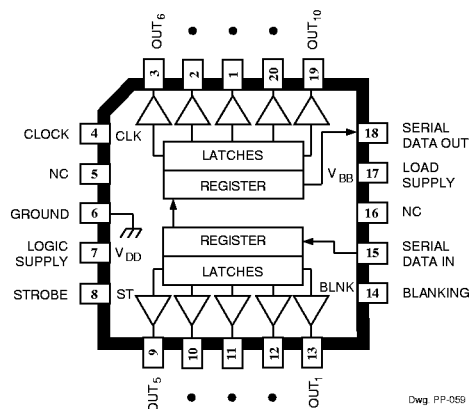 OUT6 OUT10
3 2 1 20 19
CLOCK 4 CLK
18 SERIAL
DATA OUT
LATCHES
NC 5
VBB 17 LOAD
SUPPLY
REGISTER
GROUND 6
16 NC
REGISTER
LOGIC
SUPPLY 7 VDD
15 SERIAL
DATA IN
LATCHES
STROBE 8 ST
BLNK 14 BLANKING
9 10 11 12 13
OUT5 OUT1
Dwg. PP-059